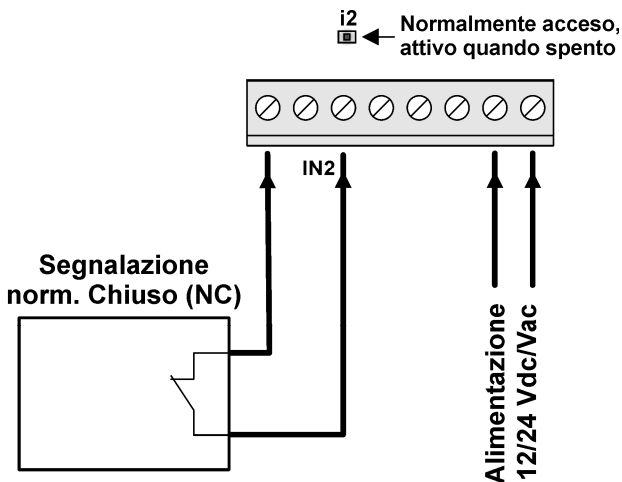 i2
Normalmente acceso,
attivo quando spento
IN2
Segnalazione
norm. Chiuso (NC)
Alimentazione
12/24 Vdc/Vac